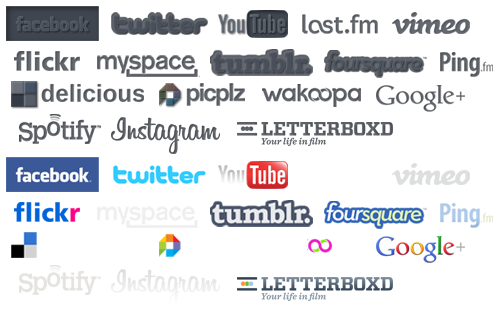 facebook twitter YouTube last.fm vimeo
flickr myspace tumblr. foursquare Ping.fm
delicious picplz wakoopa Google+
Spotify Instagram LETTERBOXD
Your life in film
facebook twitter YouTube vimeo
flickr myspace tumblr. foursquare Ping.fm
Google+
Spotify Instagram LETTERBOXD
Your life in film